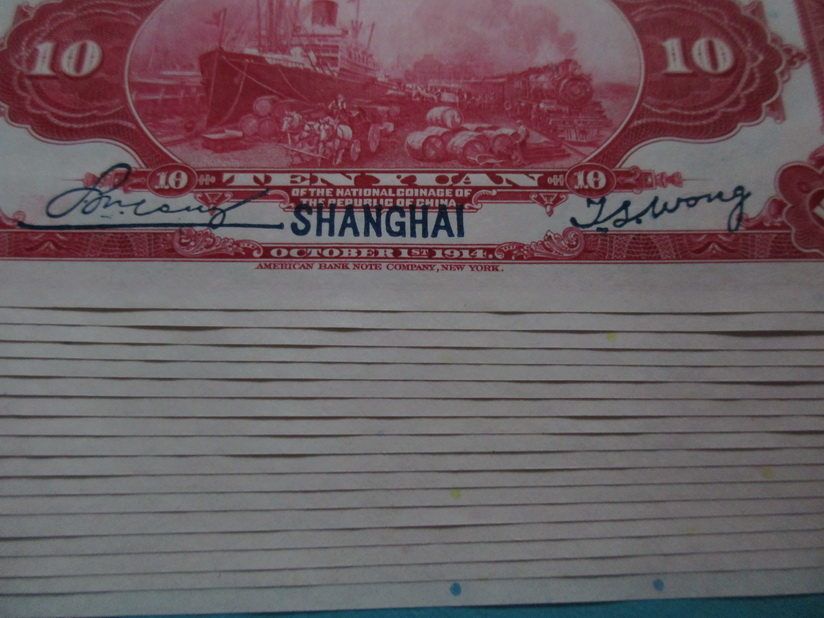 10 10
10 TEN YUAN 10
OF THE NATIONAL COINAGE OF
THE REPUBLIC OF CHINA
SHANGHAI
T.S. Wong
OCTOBER 1ST 1914.
AMERICAN BANK NOTE COMPANY, NEW YORK.